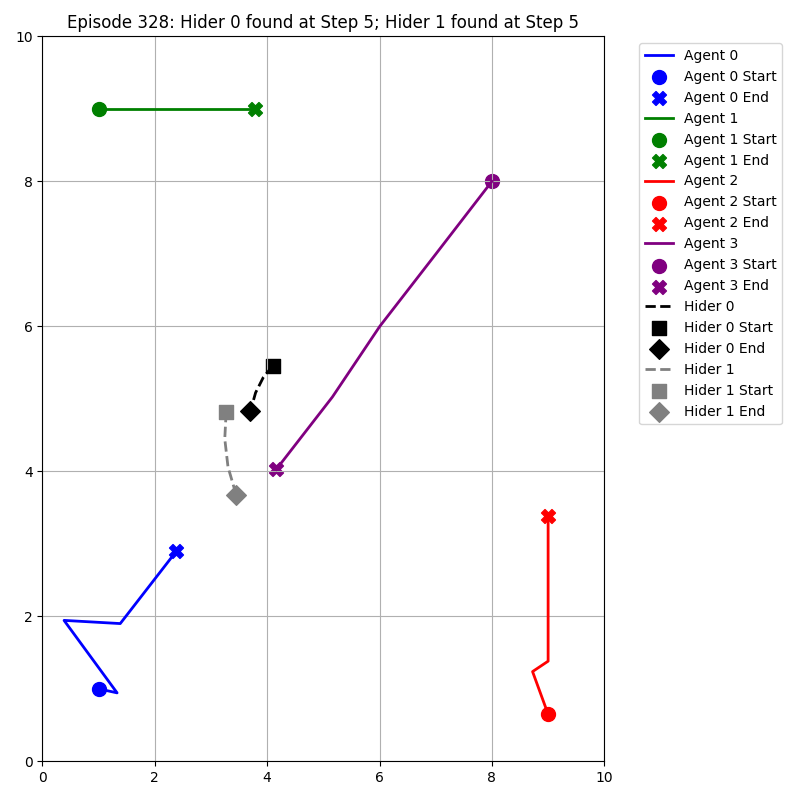 Episode 328: Hider 0 found at Step 5; Hider 1 found at Step 5
10
8
6
4
2
0
0 2 4 6 8 10
Agent 0
Agent 0 Start
Agent 0 End
Agent 1
Agent 1 Start
Agent 1 End
Agent 2
Agent 2 Start
Agent 2 End
Agent 3
Agent 3 Start
Agent 3 End
Hider 0
Hider 0 Start
Hider 0 End
Hider 1
Hider 1 Start
Hider 1 End